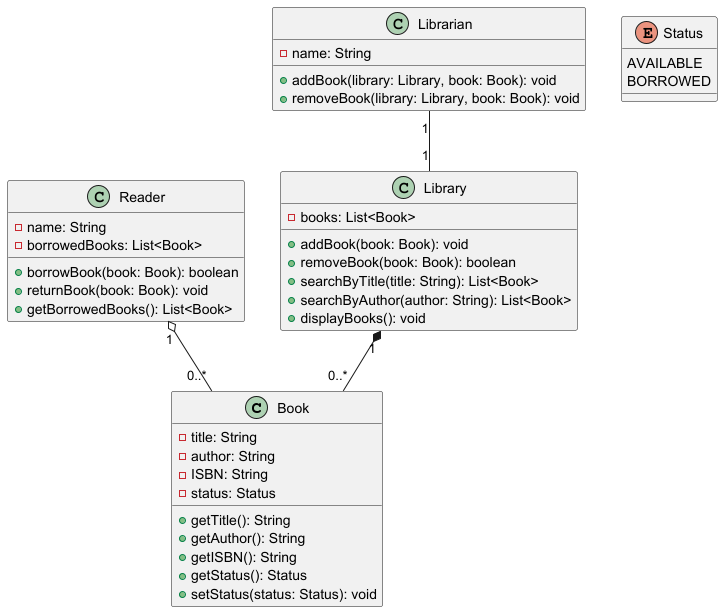 C Librarian
name: String
addBook(library: Library, book: Book): void
removeBook(library: Library, book: Book): void
E Status
AVAILABLE
BORROWED
1
1
C Reader
name: String
borrowedBooks: List<Book>
borrowBook(book: Book): boolean
returnBook(book: Book): void
getBorrowedBooks(): List<Book>
C Library
books: List<Book>
addBook(book: Book): void
removeBook(book: Book): boolean
searchByTitle(title: String): List<Book>
searchByAuthor(author: String): List<Book>
displayBooks(): void
1
0..*
1
0..*
C Book
title: String
author: String
ISBN: String
status: Status
getTitle(): String
getAuthor(): String
getISBN(): String
getStatus(): Status
setStatus(status: Status): void